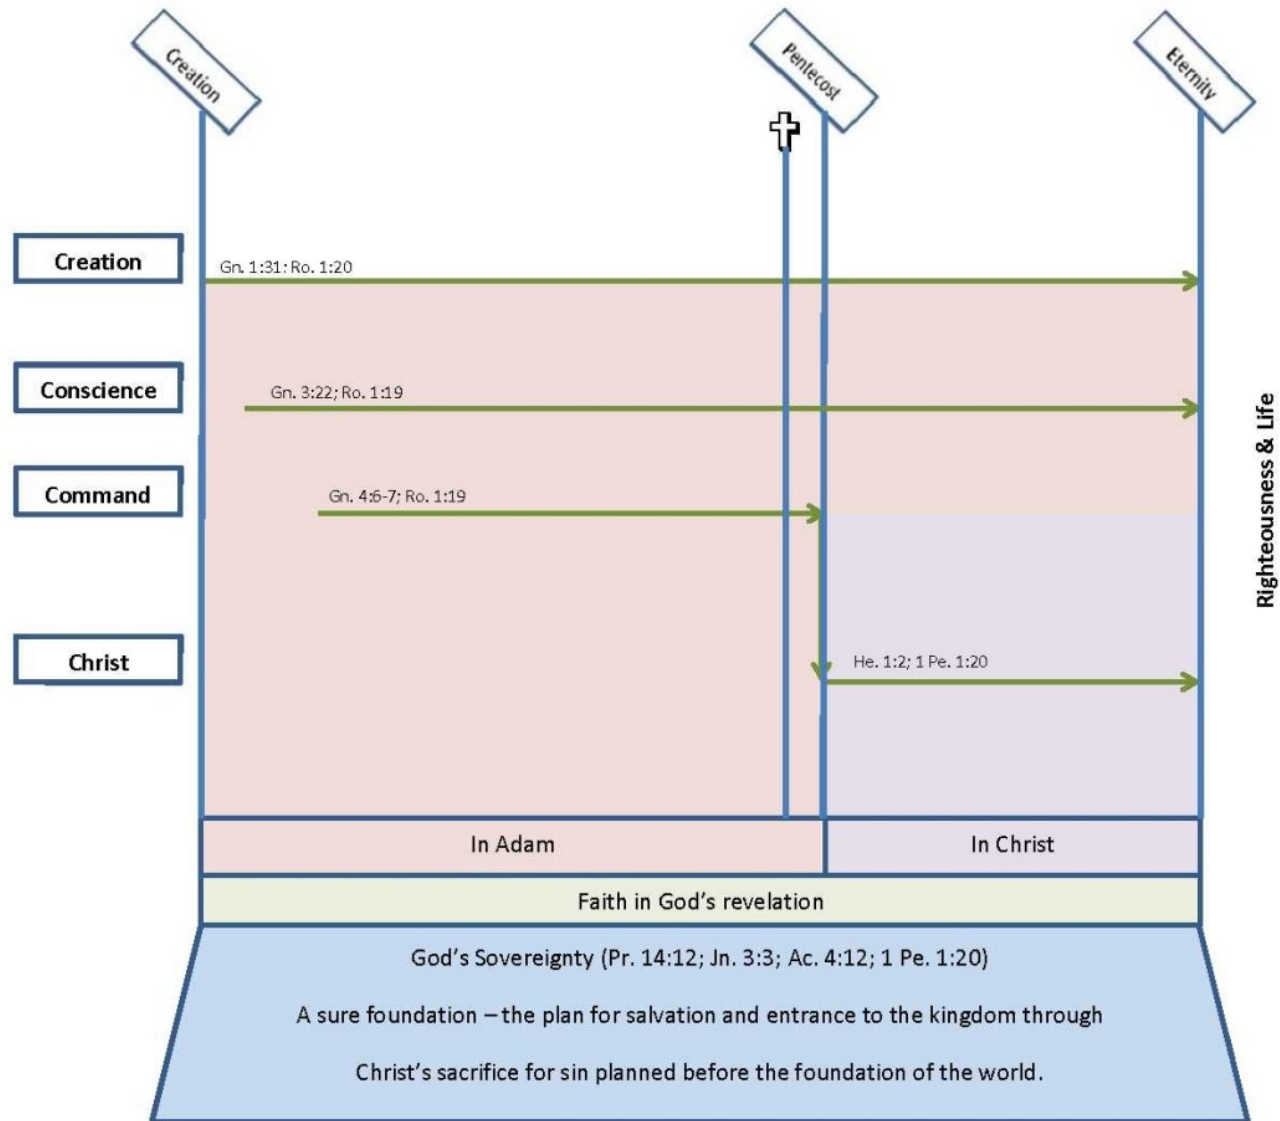 Creation
Pentecost
Eternity
Creation
Gn. 1:31: Ro. 1:20
Conscience
Gn. 3:22; Ro. 1:19
Command
Gn. 4:6-7; Ro. 1:19
Christ
He. 1:2; 1 Pe. 1:20
Righteousness & Life
In Adam
In Christ
Faith in God's revelation
God's Sovereignty (Pr. 14:12; Jn. 3:3; Ac. 4:12; 1 Pe. 1:20)
A sure foundation – the plan for salvation and entrance to the kingdom through
Christ's sacrifice for sin planned before the foundation of the world.